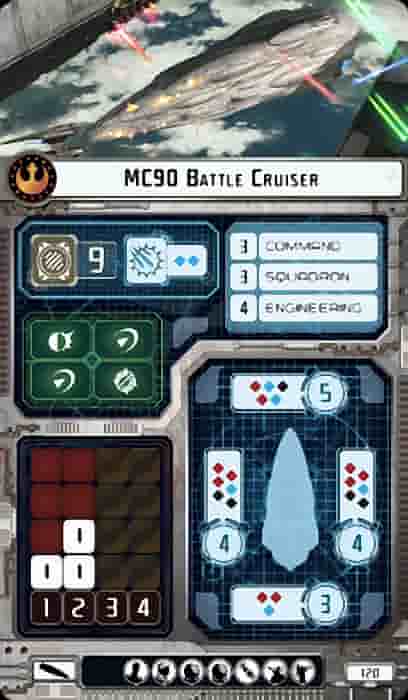 MC90 BATTLE CRUISER
9
3 COMMAND
3 SQUADRON
4 ENGINEERING
5
4 4
3
1
1 1
1 2 3 4
120